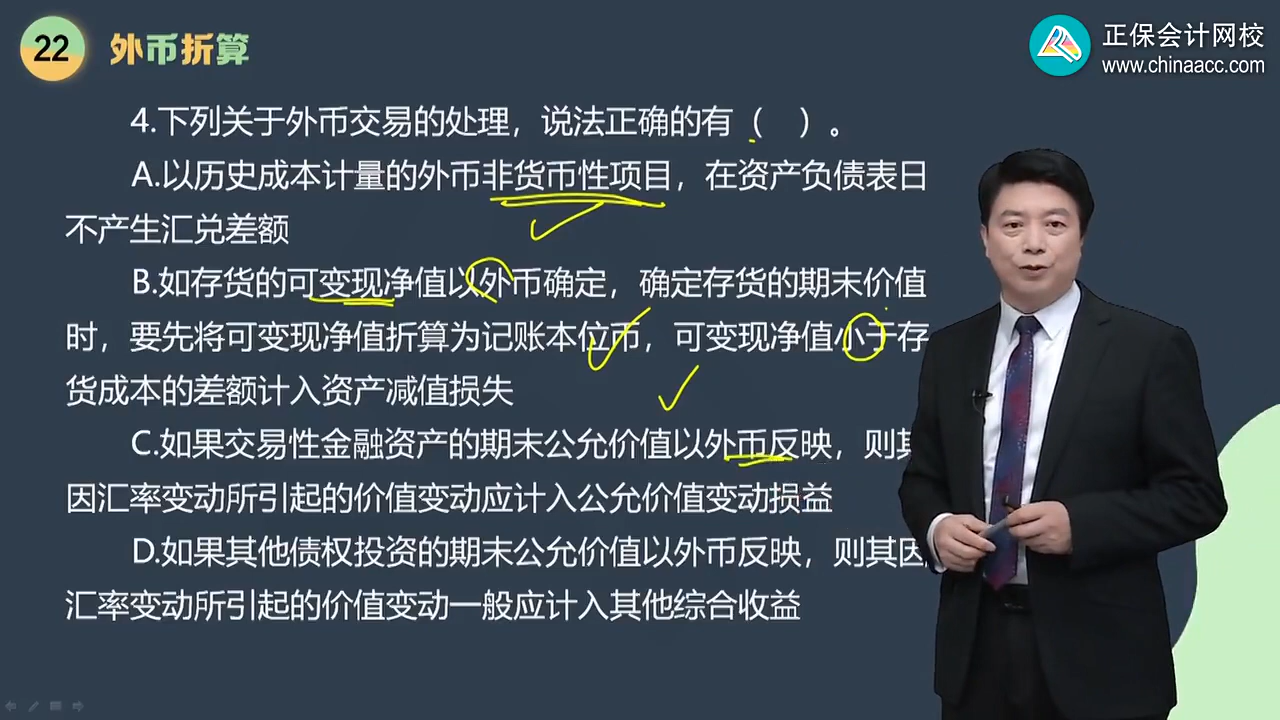 22 外币折算
正保会计网校
www.chinaacc.com
4.下列关于外币交易的处理，说法正确的有（ ）。
A.以历史成本计量的外币非货币性项目，在资产负债表日
不产生汇兑差额
B.如存货的可变现净值以外币确定，确定存货的期末价值
时，要先将可变现净值折算为记账本位币，可变现净值小于存
货成本的差额计入资产减值损失
C.如果交易性金融资产的期末公允价值以外币反映，则其
因汇率变动所引起的价值变动应计入公允价值变动损益
D.如果其他债权投资的期末公允价值以外币反映，则其因
汇率变动所引起的价值变动一般应计入其他综合收益